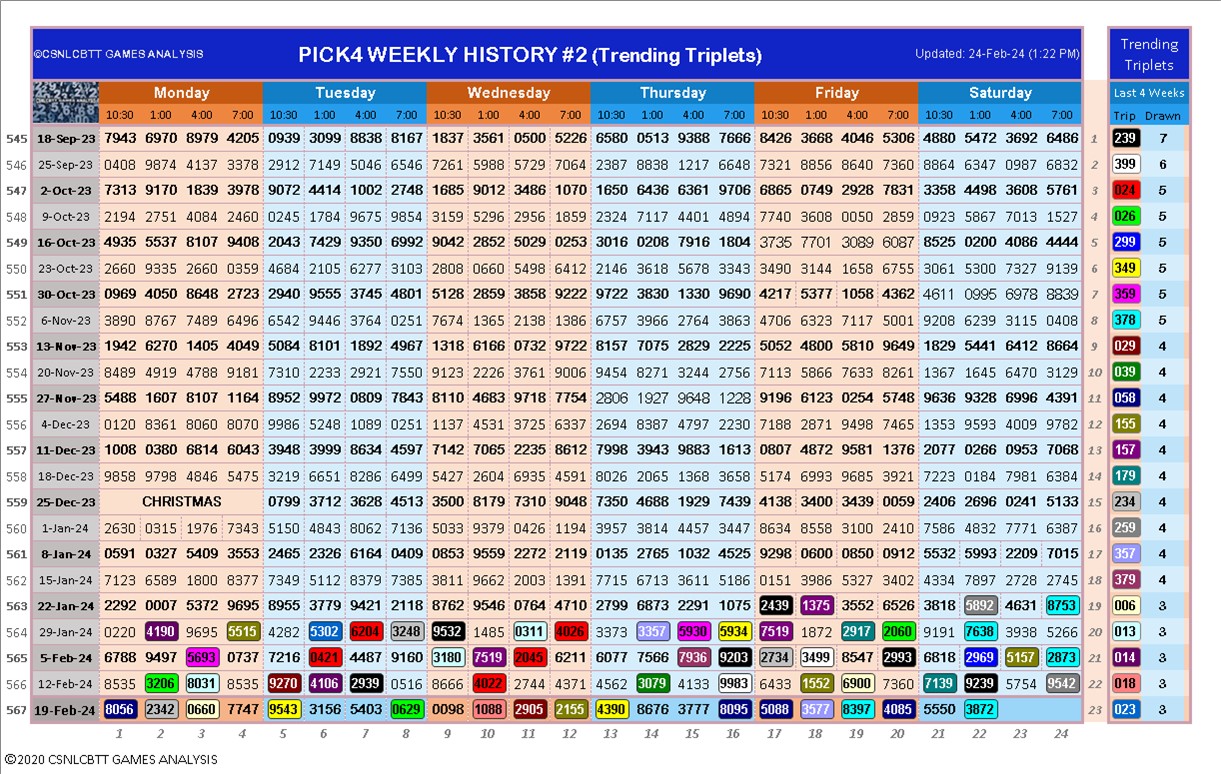 ©CSNLCBTT GAMES ANALYSIS PICK4 WEEKLY HISTORY #2 (Trending Triplets) Updated: 24-Feb-24 (1:22 PM)
Trending
Triplets
Monday Tuesday Wednesday Thursday Friday Saturday Last 4 Weeks
10:30 1:00 4:00 7:00 10:30 1:00 4:00 7:00 10:30 1:00 4:00 7:00 10:30 1:00 4:00 7:00 10:30 1:00 4:00 7:00 10:30 1:00 4:00 7:00 Trip Drawn
545 18-Sep-23 7943 6970 8979 4205 0939 3099 8838 8167 1837 3561 0500 5226 6580 0513 9388 7666 8426 3668 4046 5306 4880 5472 3692 6486 1 239 7
546 25-Sep-23 0408 9874 4137 3378 2912 7149 5046 6546 7261 5988 5729 7064 2387 8838 1217 6648 7321 8856 5640 7360 8864 6347 0987 6832 2 399 6
547 2-Oct-23 7313 9170 1839 3978 9072 4414 1002 2748 1685 9012 3486 1070 1650 6436 6361 9706 6865 0749 2928 7831 3358 4498 3608 5761 3 024 5
548 9-Oct-23 2194 2751 4084 2460 0245 1784 9675 9854 3159 5296 2956 1859 2324 7117 4401 4894 7740 3608 0050 2859 0923 5867 7013 1527 4 026 5
549 16-Oct-23 4935 5537 8107 9408 2043 7429 9350 6992 9042 2852 5029 0253 3016 0208 7916 1804 3735 7701 3089 6087 8525 0200 4086 4444 5 299 5
550 23-Oct-23 2660 9335 2660 0359 4684 2105 6277 3103 2808 0660 5498 6412 2146 3618 5678 3343 3490 3144 1658 6755 3061 5300 7327 9139 6 349 5
551 30-Oct-23 0969 4050 8648 2723 2940 9555 3745 4801 8128 2859 3858 9222 9722 3830 1330 9690 4217 5377 1058 4362 4611 0995 6978 8839 7 359 5
552 6-Nov-23 3890 8767 7489 6496 6542 9446 3764 0251 7674 1365 2138 1386 6757 3966 2764 3863 4706 6323 7117 5001 9208 6239 3115 0408 8 378 5
553 13-Nov-23 1942 6270 1405 4049 5084 8101 1892 4967 1318 6166 0732 9722 8157 7075 2829 2225 5052 4800 5810 9649 1829 5441 6412 8664 9 029 4
554 20-Nov-23 8489 4919 4788 9181 7310 2233 2921 7550 9123 2226 3761 9006 9454 8271 3244 2756 7113 5866 7633 8261 1367 1645 6470 3129 10 039 4
555 27-Nov-23 5488 1607 8107 1164 8952 9972 0809 7843 8110 4683 9718 7754 2806 1927 9648 1228 9196 6123 0254 5748 9636 9328 6996 4391 11 058 4
556 4-Dec-23 0120 8361 8060 8070 9986 5248 1089 0251 1137 4531 3725 6337 2694 8387 4797 2230 7188 2871 9498 7465 1353 9593 4009 9782 12 155 4
557 11-Dec-23 1008 0380 6814 6045 3948 3999 8634 4597 7142 7065 2235 8612 7998 3943 9883 1613 0807 4872 9581 1376 2077 0266 0953 7068 13 157 4
558 18-Dec-23 9858 9798 4846 5475 3219 6651 8286 6499 5427 2604 6935 4591 8026 2065 1368 3658 5174 6993 9685 3921 7223 0184 7981 6384 14 179 4
559 25-Dec-23 CHRISTMAS 0799 3712 3628 4513 3500 8179 7310 9048 7350 4688 1929 7439 4138 3400 3439 0059 2406 2696 0241 5133 15 234 4
560 1-Jan-24 2630 0315 1976 7343 5150 4843 8062 7136 5033 9379 0426 1194 3957 3814 4457 3447 8634 8558 3100 2410 7586 4832 7771 6387 16 259 4
561 8-Jan-24 0591 0327 5409 3553 2465 2326 6164 0409 0853 9559 2272 2119 0135 2765 1032 4525 9298 0600 0850 0912 5532 5993 2209 7015 17 357 4
562 15-Jan-24 7123 6589 1800 8377 7349 5112 8379 7385 3811 9662 2003 1391 7715 6713 3611 5186 0151 3986 5327 3402 4334 7897 2728 2745 18 379 4
563 22-Jan-24 2292 0007 5372 9695 8955 3779 9421 2118 8762 9546 0764 4710 2799 6873 2291 1075 2439 1375 3552 6526 3818 5892 4631 8753 19 006 3
564 29-Jan-24 0220 4190 9695 5515 4282 5302 6204 3248 9532 1485 0311 4026 3373 3357 5930 5934 7519 1872 2917 2060 9191 7638 3938 5266 20 013 3
565 5-Feb-24 6788 9497 5693 0737 7216 0421 4487 9160 3180 7519 2045 6211 6077 7566 7936 9203 2734 3499 8547 2993 6818 2969 5157 2873 21 014 3
566 12-Feb-24 8535 3206 8031 8535 9270 4106 2939 0516 8666 4022 2744 4371 4562 3079 4133 9983 6433 1552 6900 7360 7139 9239 5754 9542 22 018 3
567 19-Feb-24 8056 2342 0660 7747 9543 3156 5403 0629 0098 1088 2905 2155 4390 8676 3777 8095 5088 3577 8397 4085 5550 3872 23 023 3
1 2 3 4 5 6 7 8 9 10 11 12 13 14 15 16 17 18 19 20 21 22 23 24
©2020 CSNLCBTT GAMES ANALYSIS